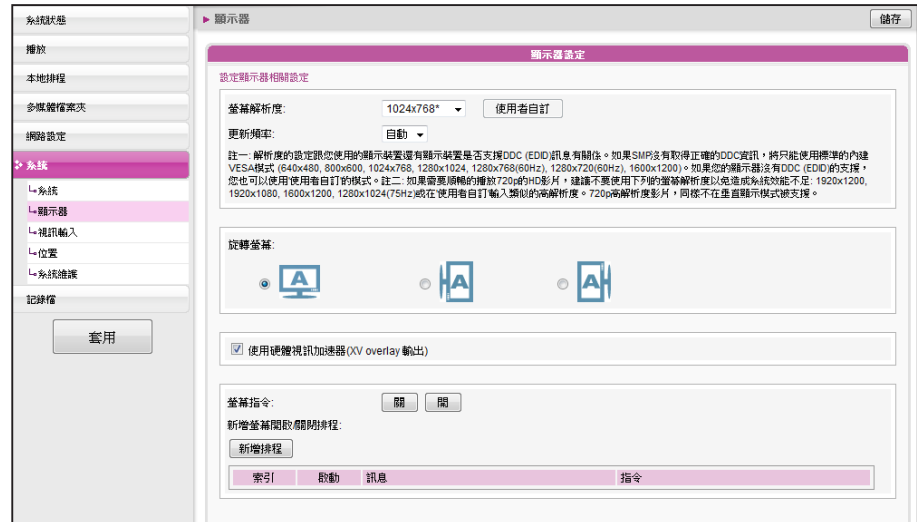 系統狀態
播放
本地排程
多媒體檔案夾
網路設定
系統
系統
顯示器
視訊輸入
位置
系統維護
記錄檔
套用
顯示器
儲存
顯示器設定
設定顯示器相關設定
螢幕解析度: 1024x768* 使用者自訂
更新頻率: 自動
註一: 解析度的設定跟您使用的顯示裝置還有顯示裝置是否支援DDC (EDID)訊息有關係。如果SMP沒有取得正確的DDC資訊，將只能使用標準的內建
VESA模式 (640x480, 800x600, 1024x768, 1280x1024, 1280x768(60Hz), 1280x720(60Hz), 1600x1200)。如果您的顯示器沒有DDC (EDID)的支援，
您也可以使用'使用者自訂'的模式。註二: 如果需要順暢的播放720p的HD影片，建議不要使用下列的螢幕解析度以免造成系統效能不足: 1920x1200,
1920x1080, 1600x1200, 1280x1024(75Hz)或在'使用者自訂'輸入類似的高解析度。720p高解析度影片，同樣不在垂直顯示模式被支援。
旋轉螢幕:
A A A
使用硬體視訊加速器(XV overlay 輸出)
螢幕指令: 關 開
新增螢幕開啟/關閉排程:
新增排程
索引 啟動 訊息 指令